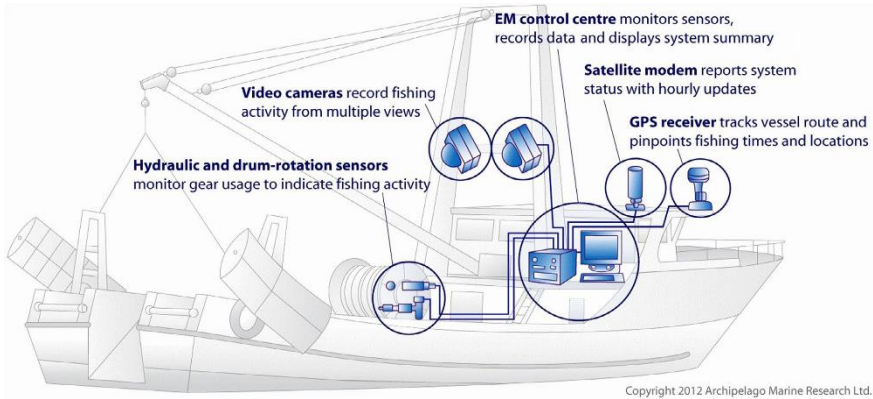 EM control centre monitors sensors,
records data and displays system summary
Satellite modem reports system
status with hourly updates
Video cameras record fishing
activity from multiple views
GPS receiver tracks vessel route and
pinpoints fishing times and locations
Hydraulic and drum-rotation sensors
monitor gear usage to indicate fishing activity
Copyright 2012 Archipelago Marine Research Ltd.